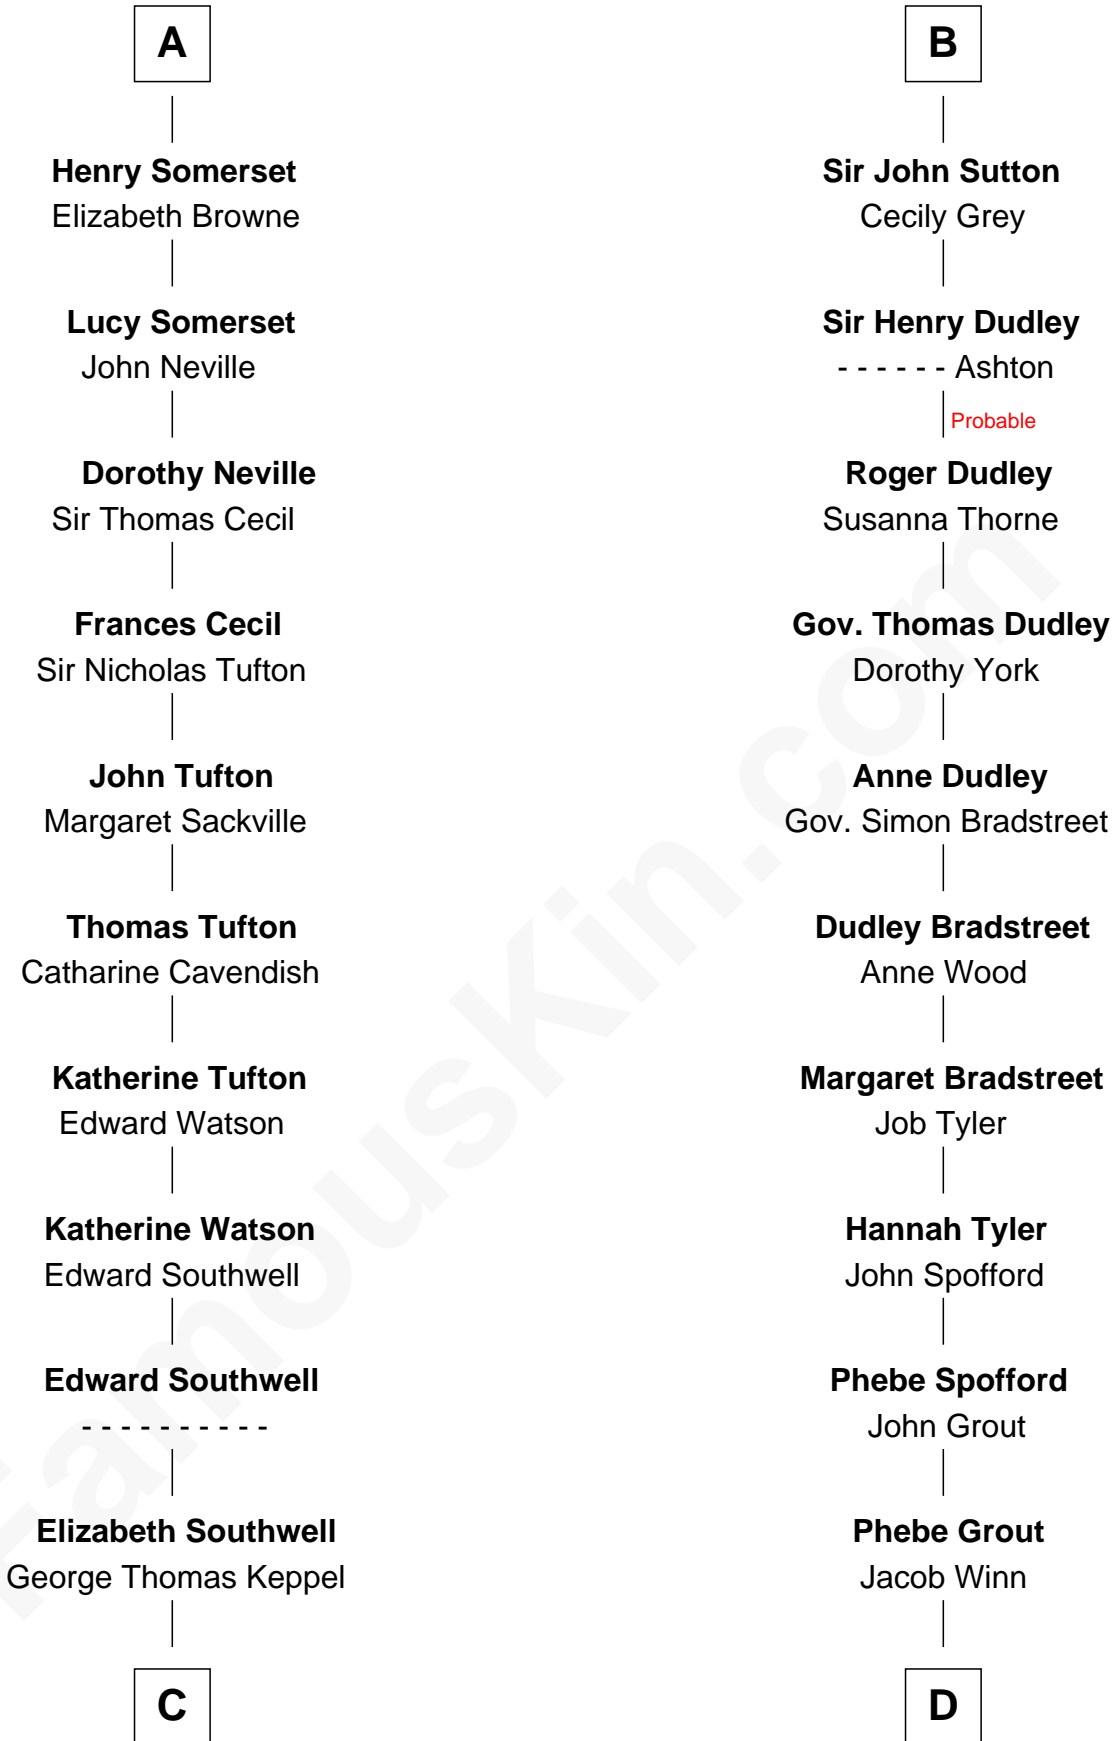 A
Henry Somerset
Elizabeth Browne
Lucy Somerset
John Neville
Dorothy Neville
Sir Thomas Cecil
Frances Cecil
Sir Nicholas Tufton
John Tufton
Margaret Sackville
Thomas Tufton
Catharine Cavendish
Katherine Tufton
Edward Watson
Katherine Watson
Edward Southwell
Edward Southwell
- - - - - - - - - -
Elizabeth Southwell
George Thomas Keppel
C
B
Sir John Sutton
Cecily Grey
Sir Henry Dudley
- - - - - - Ashton
Probable
Roger Dudley
Susanna Thorne
Gov. Thomas Dudley
Dorothy York
Anne Dudley
Gov. Simon Bradstreet
Dudley Bradstreet
Anne Wood
Margaret Bradstreet
Job Tyler
Hannah Tyler
John Spofford
Phebe Spofford
John Grout
Phebe Grout
Jacob Winn
D
FamousKin.com